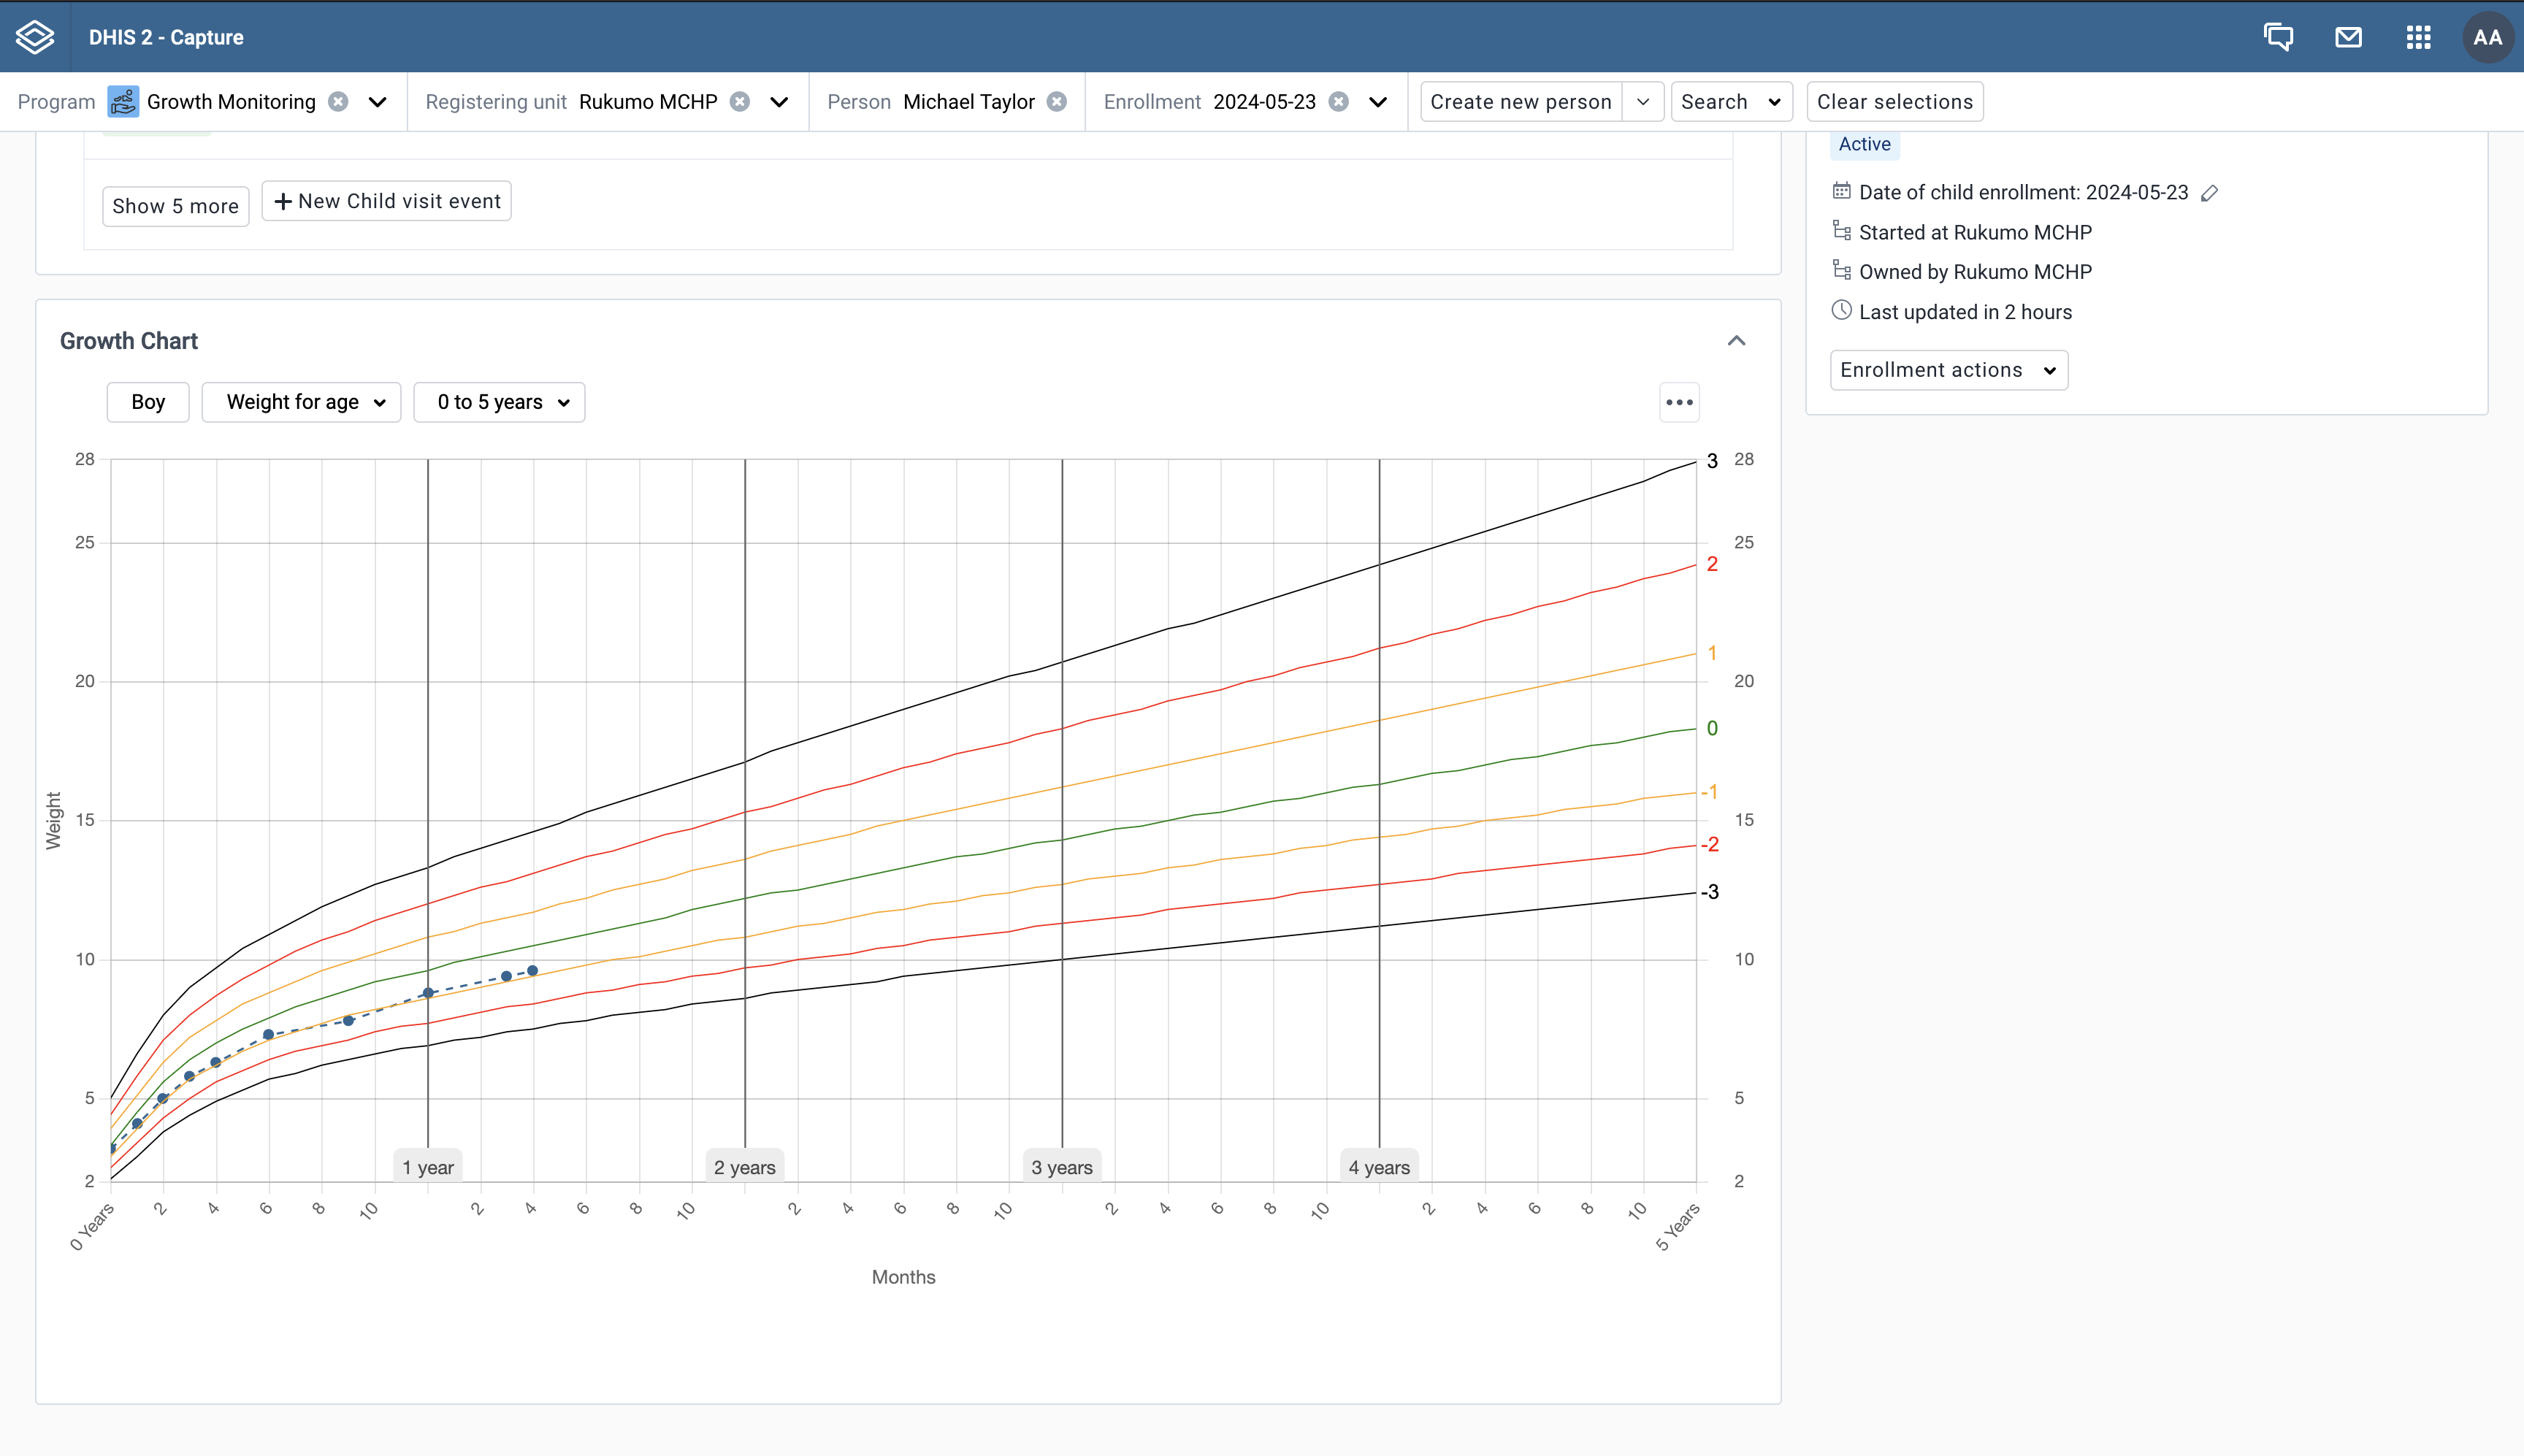 DHIS 2 - Capture
AA
Program Growth Monitoring Registering unit Rukumo MCHP Person Michael Taylor Enrollment 2024-05-23 Create new person Search Clear selections
Show 5 more
New Child visit event
Active
Date of child enrollment: 2024-05-23
Started at Rukumo MCHP
Owned by Rukumo MCHP
Last updated in 2 hours
Enrollment actions
Growth Chart
Boy Weight for age 0 to 5 years
28 3 28
25 25
2
1
20 20
0
-1
15 15
-2
-3
10 10
5 5
2 2
Weight
1 year 2 years 3 years 4 years
0 Years 2 4 6 8 10 2 4 6 8 10 2 4 6 8 10 2 4 6 8 10 2 4 6 8 10 5 Years
Months